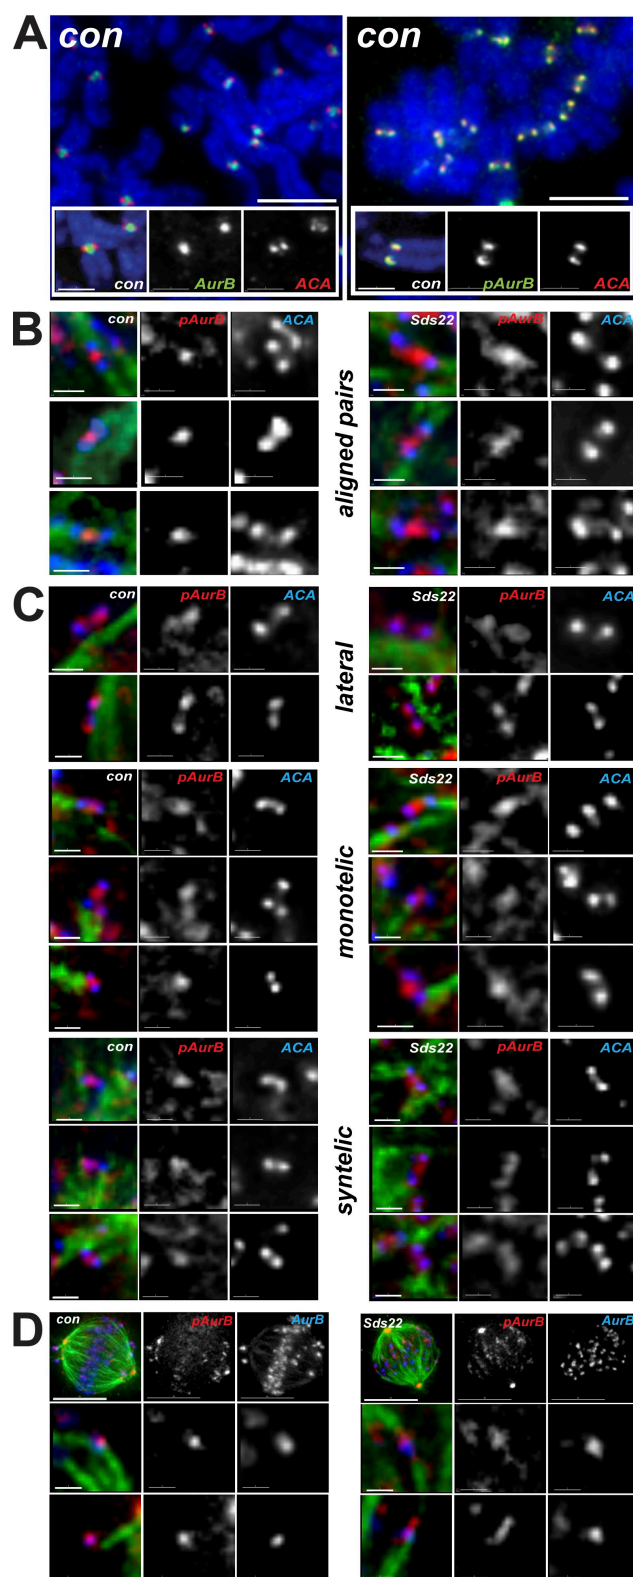 A
con
con
con
AurB
ACA
con
pAurB
ACA
B
con
pAurB
ACA
aligned pairs
Sds22
pAurB
ACA
C
con
pAurB
ACA
lateral
Sds22
pAurB
ACA
con
pAurB
ACA
monotelic
Sds22
pAurB
ACA
con
pAurB
ACA
syntelic
Sds22
pAurB
ACA
D
con
pAurB
AurB
Sds22
pAurB
AurB